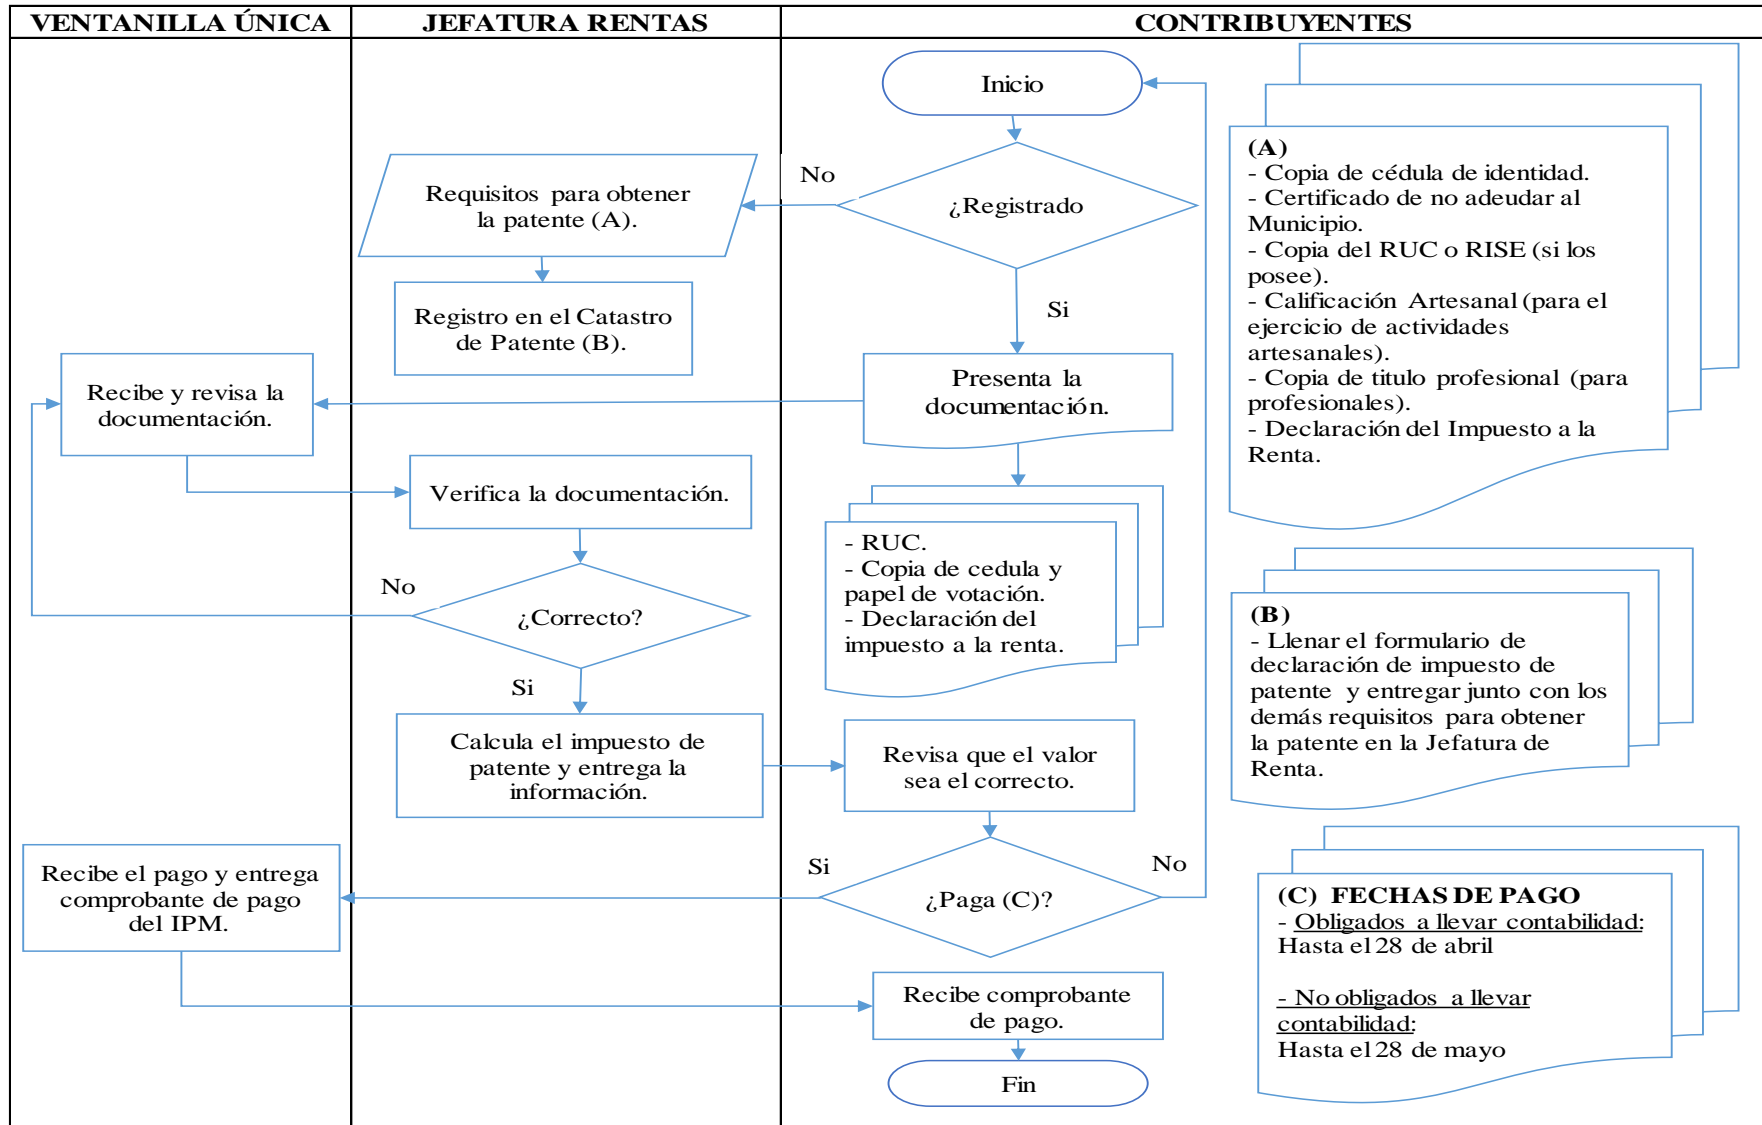 VENTANILLA ÚNICA
JEFATURA RENTAS
CONTRIBUYENTES
Inicio
¿Registrado
No
Si
Requisitos para obtener
la patente (A).
Registro en el Catastro
de Patente (B).
Presenta la
documentación.
Recibe y revisa la
documentación.
Verifica la documentación.
- RUC.
- Copia de cedula y
papel de votación.
- Declaración del
impuesto a la renta.
¿Correcto?
No
Si
Calcula el impuesto de
patente y entrega la
información.
Revisa que el valor
sea el correcto.
¿Paga (C)?
Si
No
Recibe el pago y entrega
comprobante de pago
del IPM.
Recibe comprobante
de pago.
Fin
(A)
- Copia de cédula de identidad.
- Certificado de no adeudar al
Municipio.
- Copia del RUC o RISE (si los
posee).
- Calificación Artesanal (para el
ejercicio de actividades
artesanales).
- Copia de titulo profesional (para
profesionales).
- Declaración del Impuesto a la
Renta.
(B)
- Llenar el formulario de
declaración de impuesto de
patente y entregar junto con los
demás requisitos para obtener
la patente en la Jefatura de
Renta.
(C) FECHAS DE PAGO
- Obligados a llevar contabilidad:
Hasta el 28 de abril
- No obligados a llevar
contabilidad:
Hasta el 28 de mayo